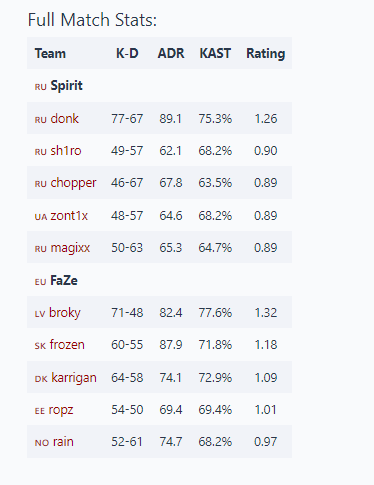 Full Match Stats:
Team K-D ADR KAST Rating
RU Spirit
RU donk 77-67 89.1 75.3% 1.26
RU sh1ro 49-57 62.1 68.2% 0.90
RU chopper 46-67 67.8 63.5% 0.89
UA zont1x 48-57 64.6 68.2% 0.89
RU magixx 50-63 65.3 64.7% 0.89
EU FaZe
LV broky 71-48 82.4 77.6% 1.32
SK frozen 60-55 87.9 71.8% 1.18
DK karrigan 64-58 74.1 72.9% 1.09
EE ropz 54-50 69.4 69.4% 1.01
NO rain 52-61 74.7 68.2% 0.97